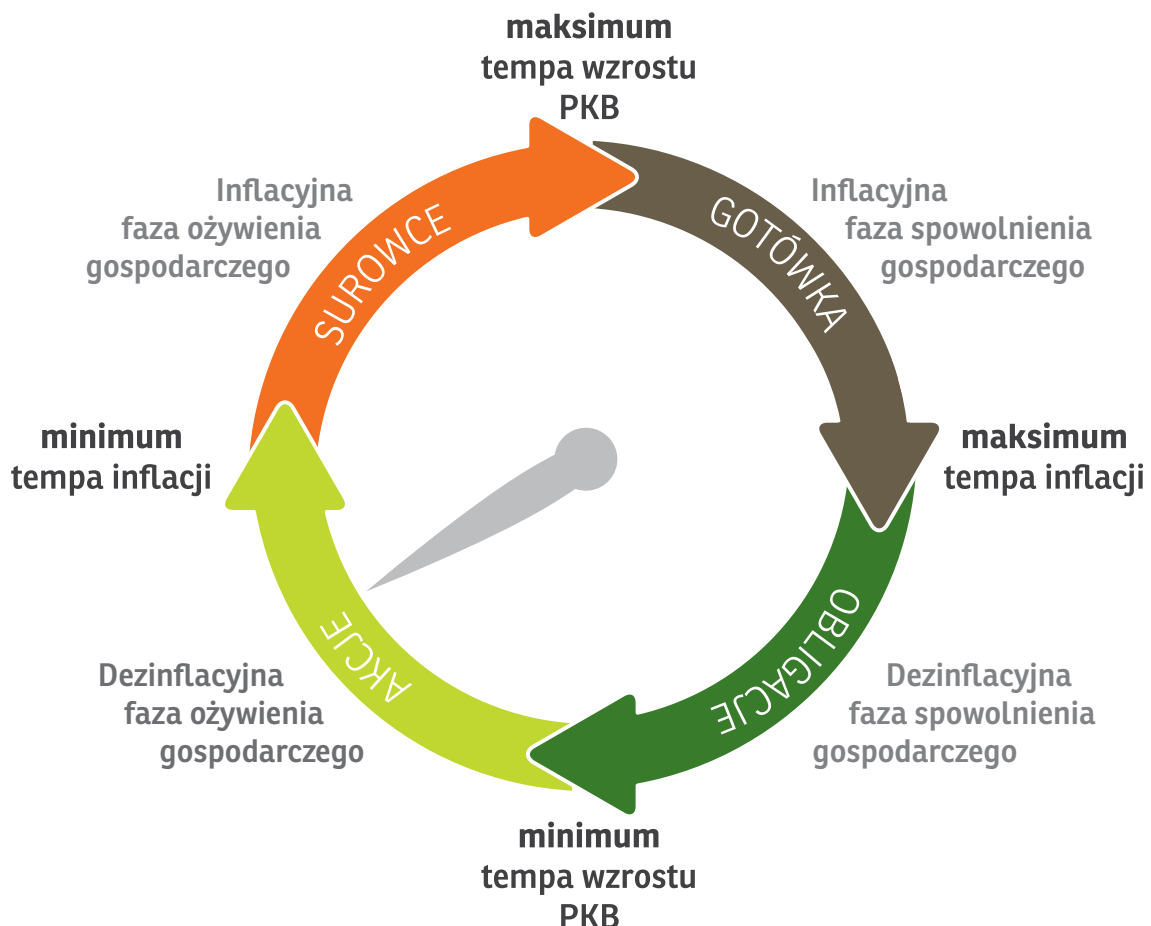 maksimum
tempa wzrostu
PKB
Inflacyjna
faza ożywienia
gospodarczego
SUROWCE
GOTÓWKA
Inflacyjna
faza spowolnienia
gospodarczego
minimum
tempa inflacji
maksimum
tempa inflacji
Dezinflacyjna
faza ożywienia
gospodarczego
AKCJE
OBLIGACJE
Dezinflacyjna
faza spowolnienia
gospodarczego
minimum
tempa wzrostu
PKB